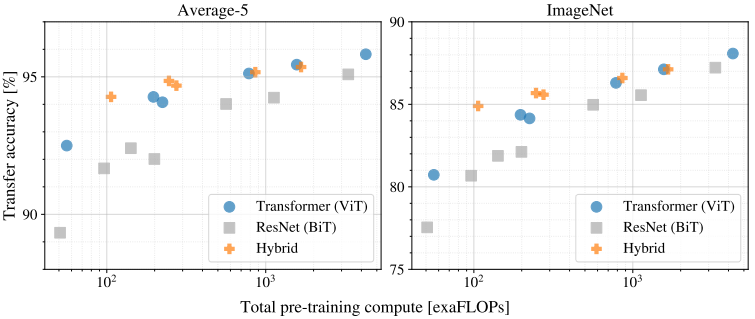 Average-5
ImageNet
Transfer accuracy [%]
95
90
10²
10³
Transformer (ViT)
ResNet (BiT)
Hybrid
90
85
80
75
10²
10³
Transformer (ViT)
ResNet (BiT)
Hybrid
Total pre-training compute [exaFLOPs]